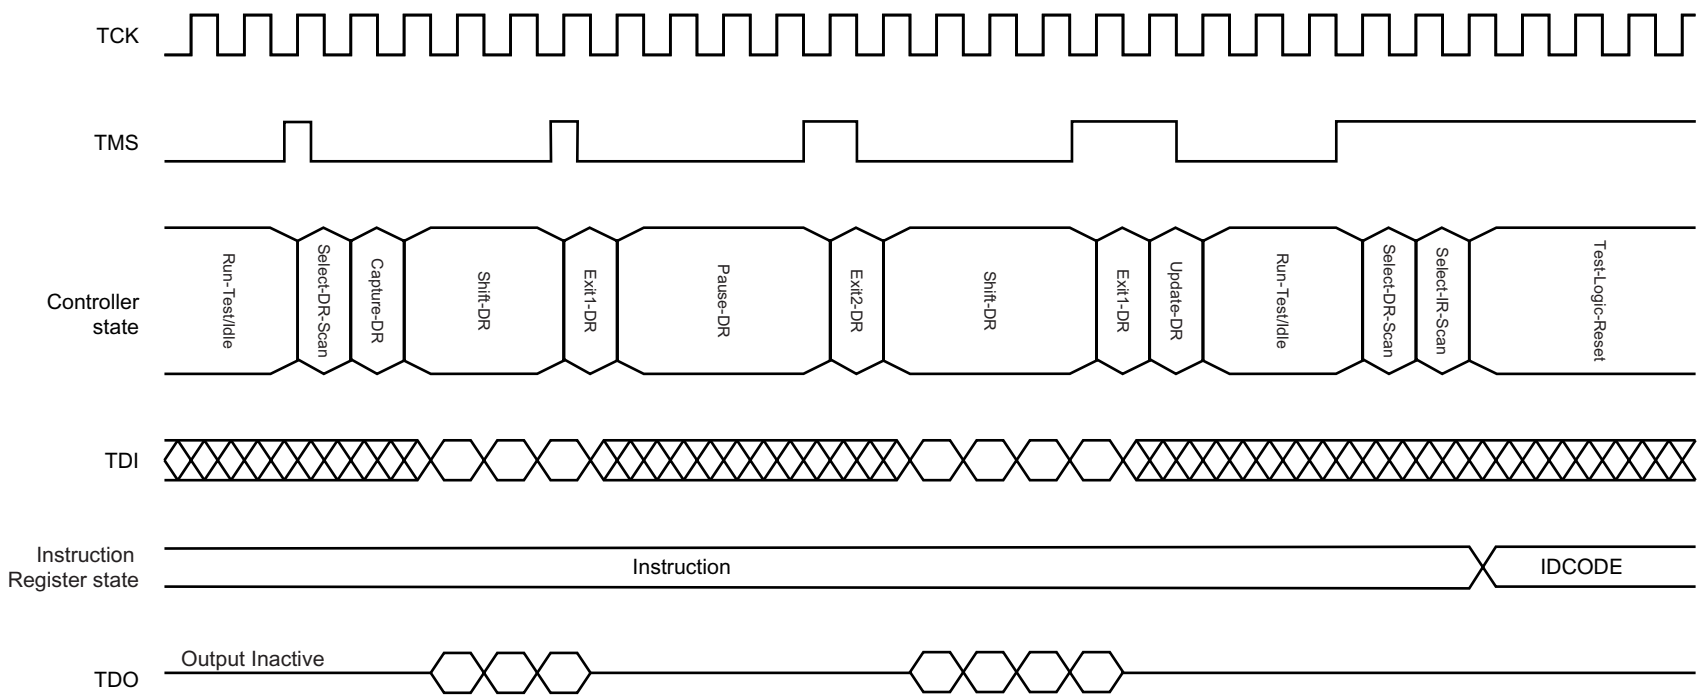 TCK
TMS
Controller
state
Run-Test/Idle
Select-DR-Scan
Capture-DR
Shift-DR
Exit1-DR
Pause-DR
Exit2-DR
Shift-DR
Exit1-DR
Update-DR
Run-Test/Idle
Select-DR-Scan
Select-IR-Scan
Test-Logic-Reset
TDI
Instruction
Register state
Instruction
IDCODE
Output Inactive
TDO